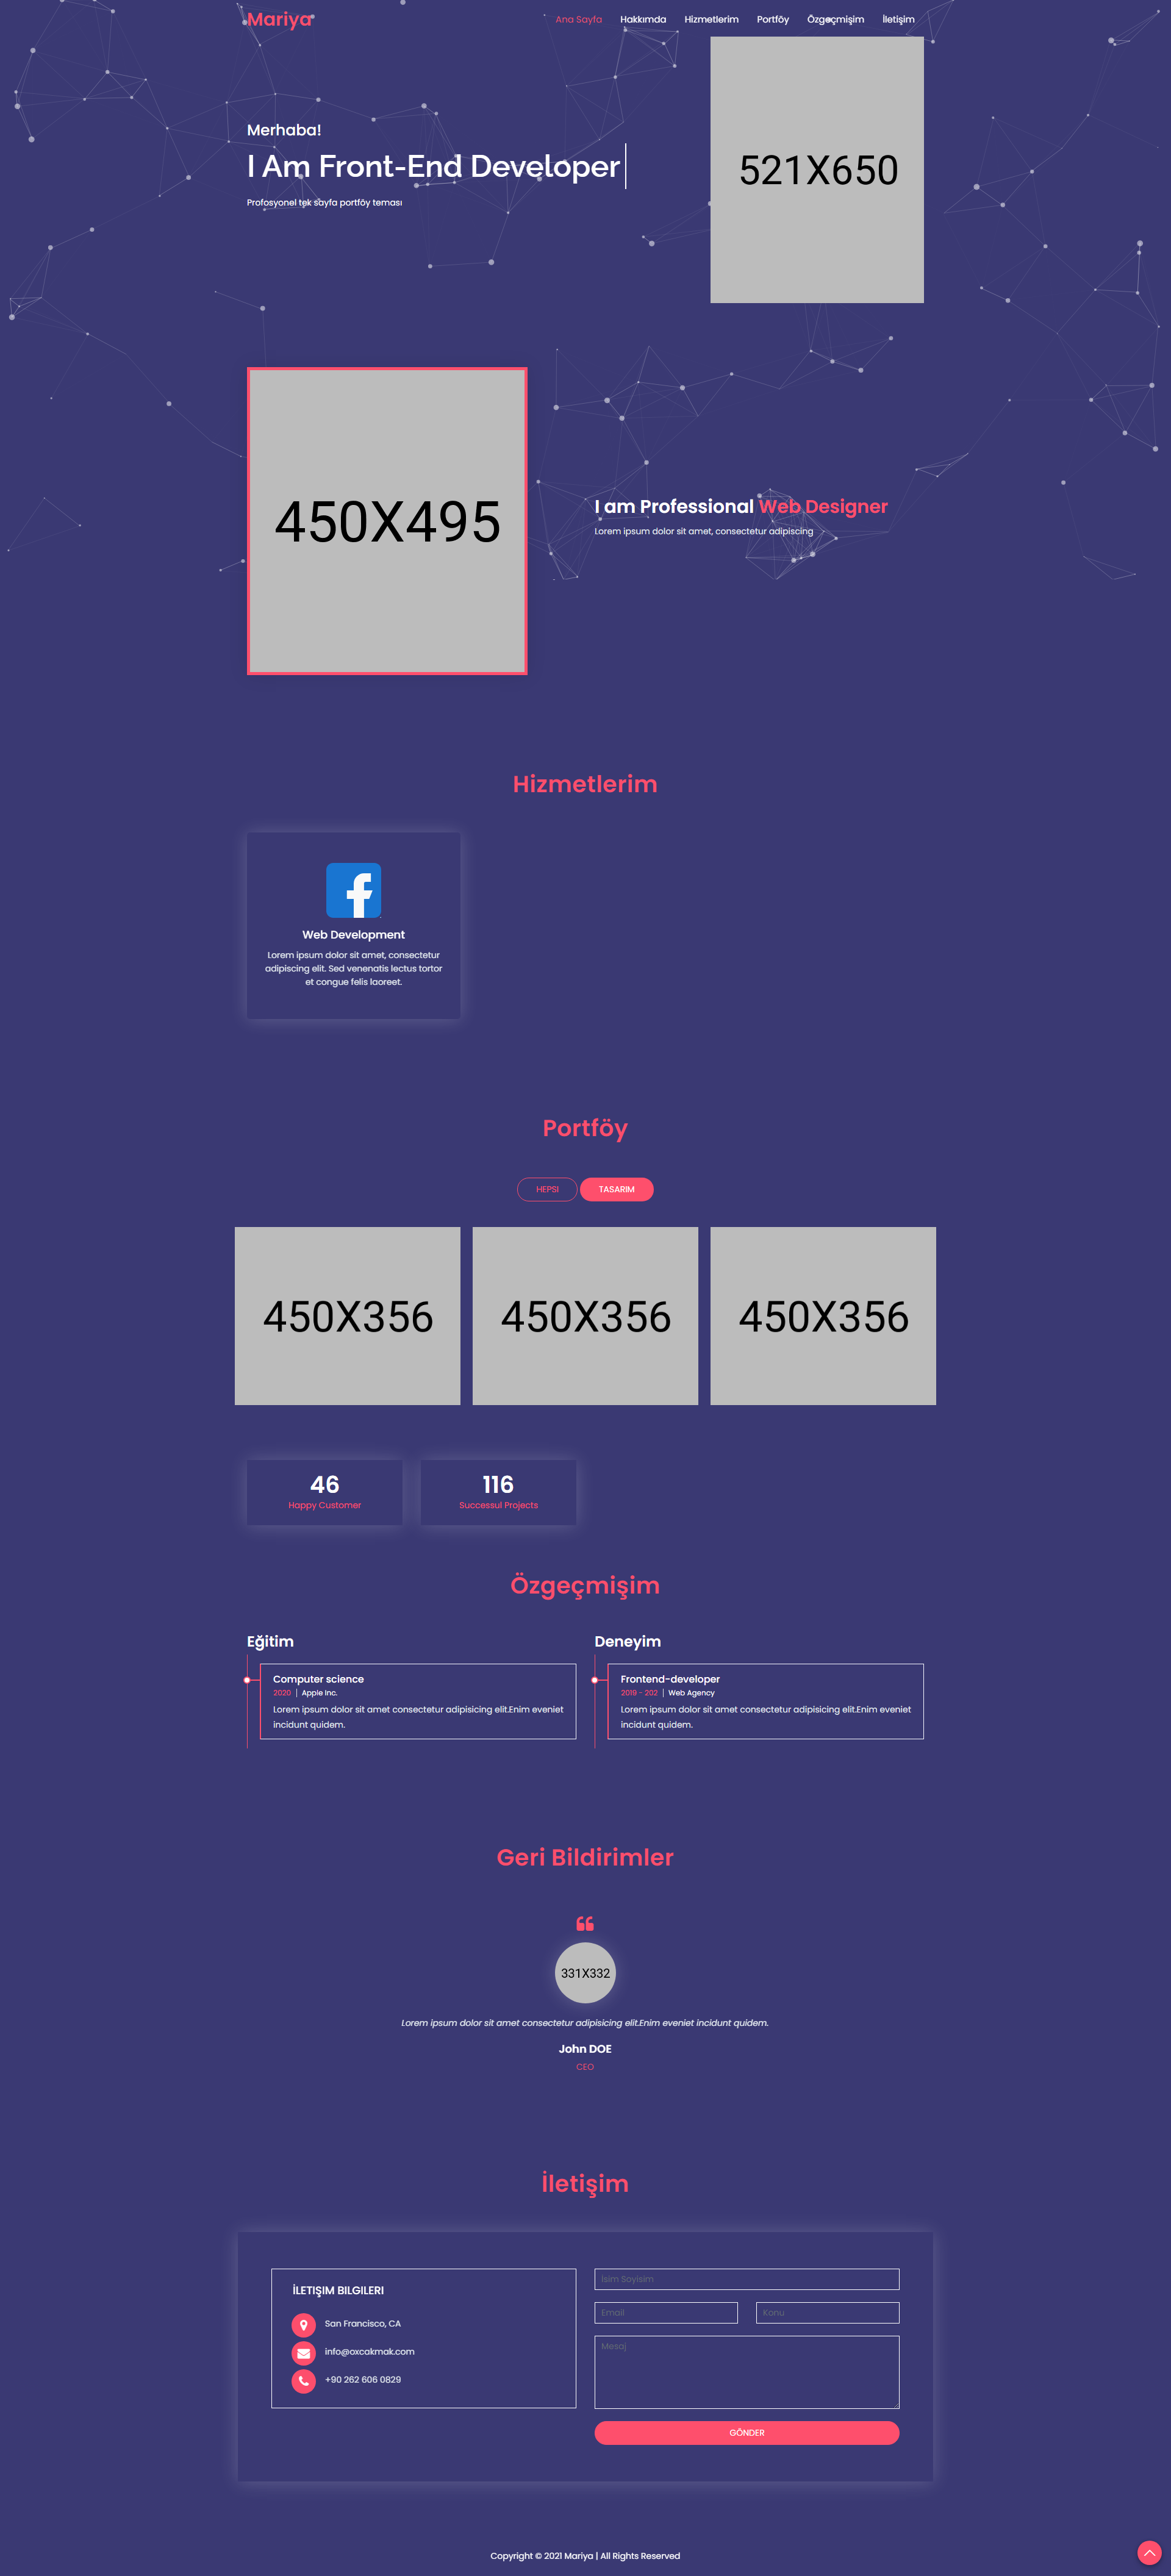 Mariya
Ana Sayfa Hakkımda Hizmetlerim Portföy Özgeçmişim İletişim
521X650
Merhaba!
I Am Front-End Developer
Profosyonel tek sayfa portföy teması
450X495
I am Professional Web Designer
Lorem ipsum dolor sit amet, consectetur adipiscing
Hizmetlerim
Web Development
Lorem ipsum dolor sit amet, consectetur
adipiscing elit. Sed venenatis lectus tortor
et congue felis laoreet.
Portföy
HEPSI TASARIM
450X356 450X356 450X356
46
Happy Customer
116
Successul Projects
Özgeçmişim
Eğitim
Computer science
2020 | Apple Inc.
Lorem ipsum dolor sit amet consectetur adipisicing elit.Enim eveniet
incidunt quidem.
Deneyim
Frontend-developer
2019 - 202 | Web Agency
Lorem ipsum dolor sit amet consectetur adipisicing elit.Enim eveniet
incidunt quidem.
Geri Bildirimler
331X332
Lorem ipsum dolor sit amet consectetur adipisicing elit.Enim eveniet incidunt quidem.
John DOE
CEO
İletişim
İLETIŞIM BILGILERI
San Francisco, CA
info@oxcakmak.com
+90 262 606 0829
İsim Soyisim
Email Konu
Mesaj
GÖNDER
Copyright © 2021 Mariya | All Rights Reserved